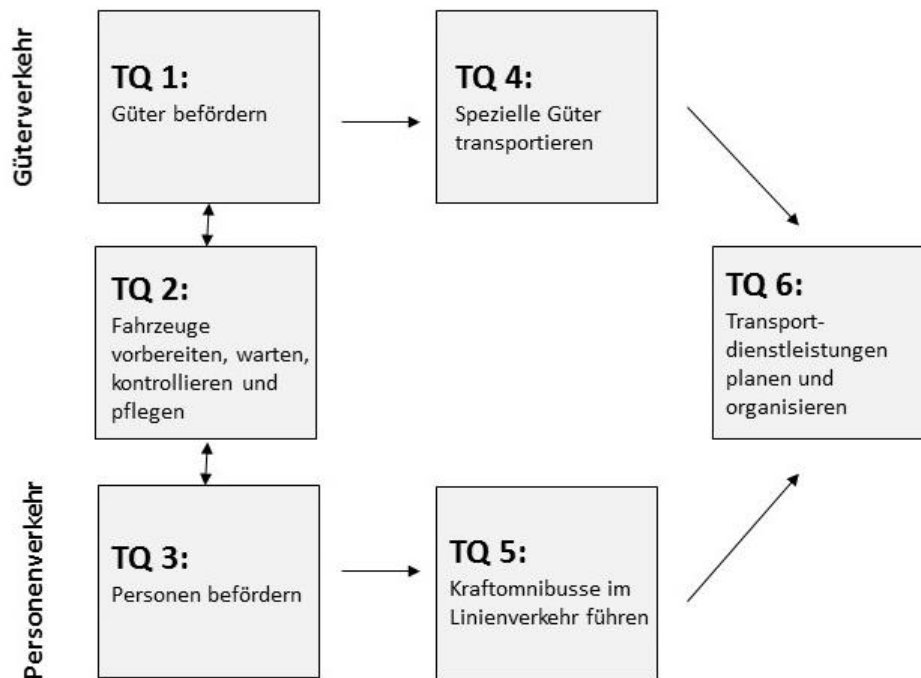 Güterverkehr
TQ 1:
Güter befördern
TQ 4:
Spezielle Güter
transportieren
TQ 2:
Fahrzeuge
vorbereiten, warten,
kontrollieren und
pflegen
TQ 6:
Transport-
dienstleistungen
planen und
organisieren
Personenverkehr
TQ 3:
Personen befördern
TQ 5:
Kraftomnibusse im
Linienverkehr führen